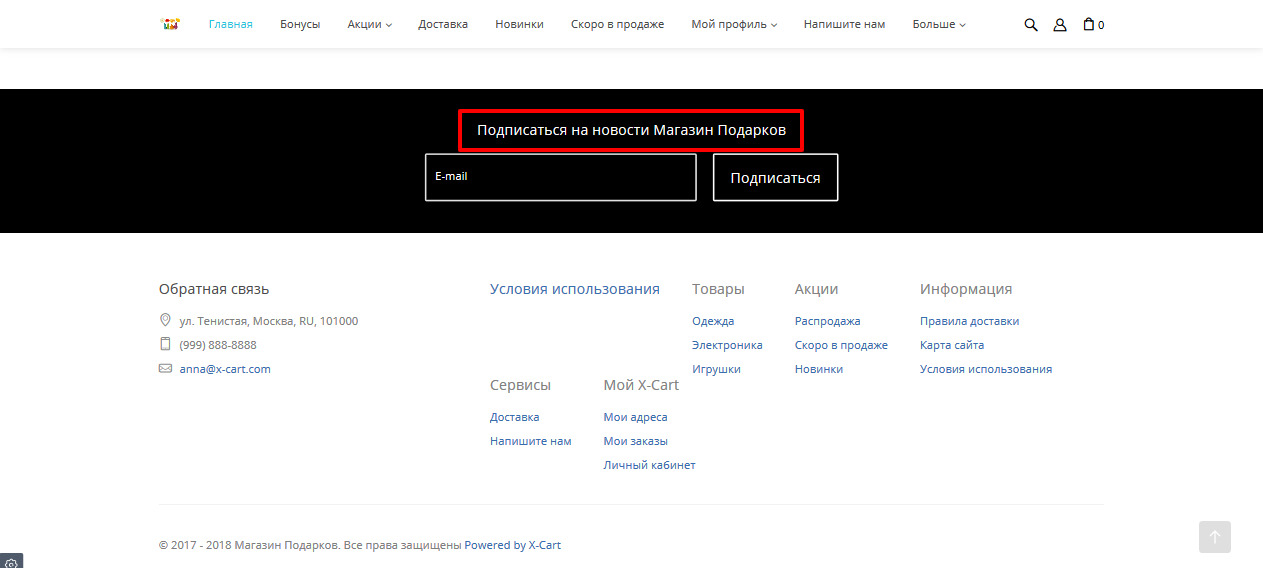 Главная Бонусы Акции Доставка Новинки Скоро в продаже Мой профиль Напишите нам Больше 0
Подписаться на новости Магазин Подарков
E-mail Подписаться
Обратная связь
ул. Тенистая, Москва, RU, 101000
(999) 888-8888
anna@x-cart.com
Условия использования
Товары
Одежда
Электроника
Игрушки
Акции
Распродажа
Скоро в продаже
Новинки
Информация
Правила доставки
Карта сайта
Условия использования
Сервисы
Доставка
Напишите нам
Мой X-Cart
Мои адреса
Мои заказы
Личный кабинет
© 2017 - 2018 Магазин Подарков. Все права защищены Powered by X-Cart